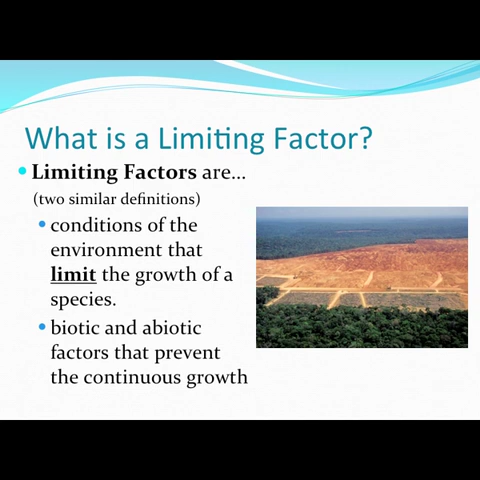 What is a Limiting Factor?
Limiting Factors are...
(two similar definitions)
conditions of the
environment that
limit the growth of a
species.
biotic and abiotic
factors that prevent
the continuous growth